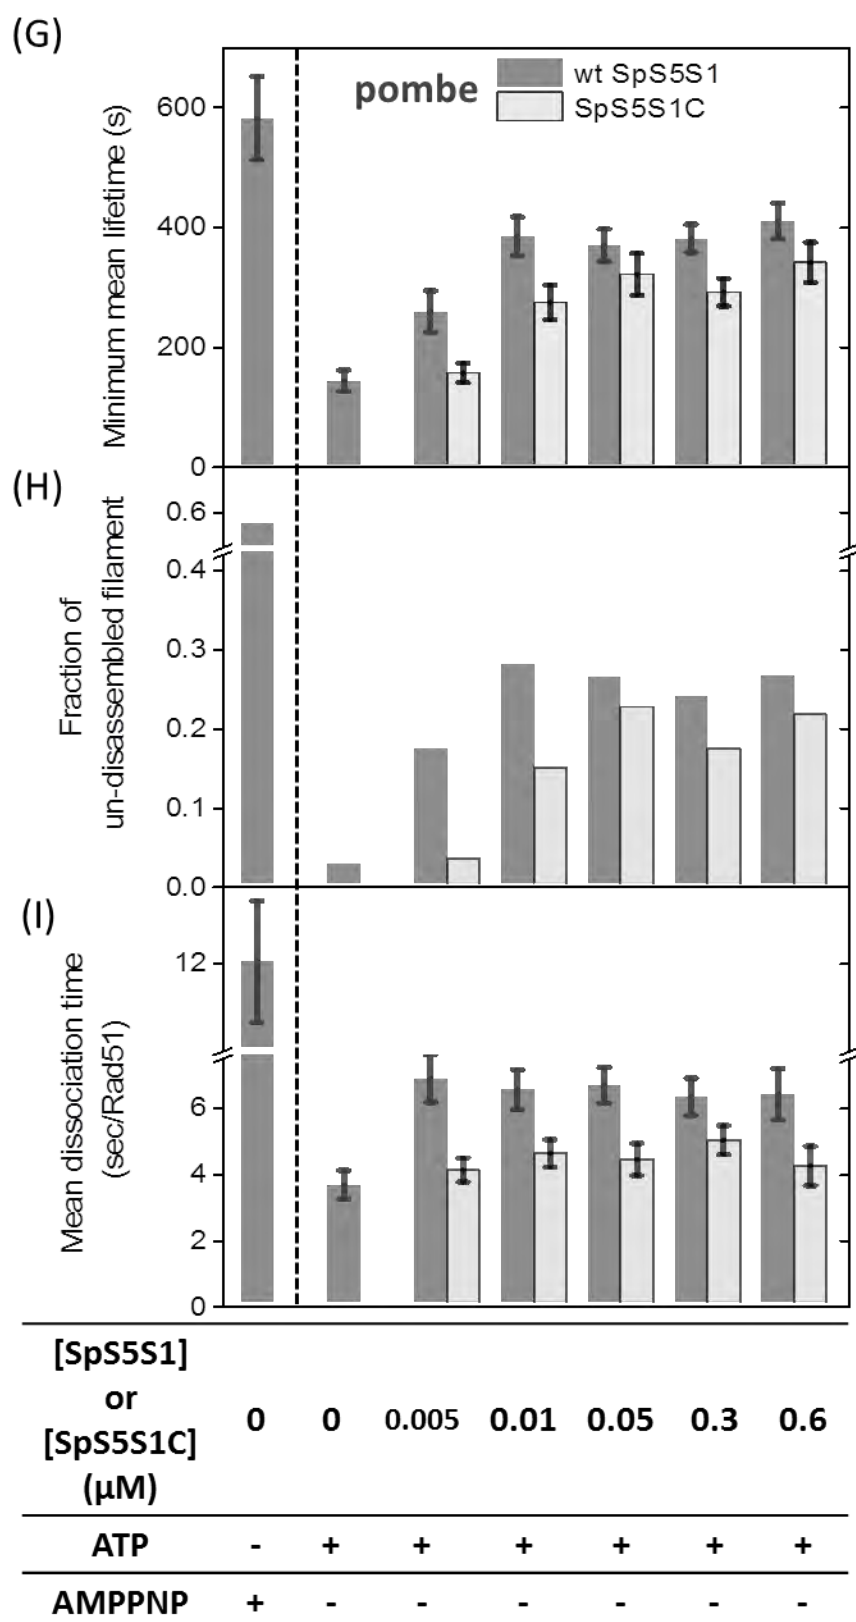 (G)
pombe
wt SpS5S1
SpS5S1C
Minimum mean lifetime (s)
600
400
200
0
(H)
Fraction of
un-disassembled filament
0.6
0.4
0.3
0.2
0.1
0.0
(I)
Mean dissociation time
(sec/Rad51)
12
6
4
2
0
[SpS5S1]
or
[SpS5S1C]
(µM)
0 0 0.005 0.01 0.05 0.3 0.6
ATP - + + + + + +
AMPPNP + - - - - - -